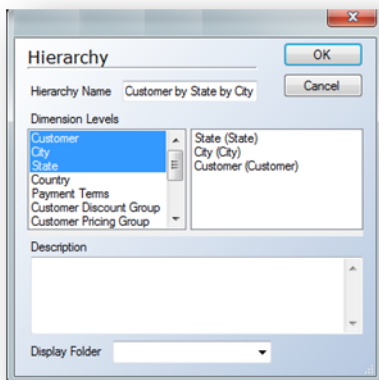 Hierarchy
OK
Cancel
Hierarchy Name
Customer by State by City
Dimension Levels
Customer
City
State
Country
Payment Terms
Customer Discount Group
Customer Pricing Group
State (State)
City (City)
Customer (Customer)
Description
Display Folder